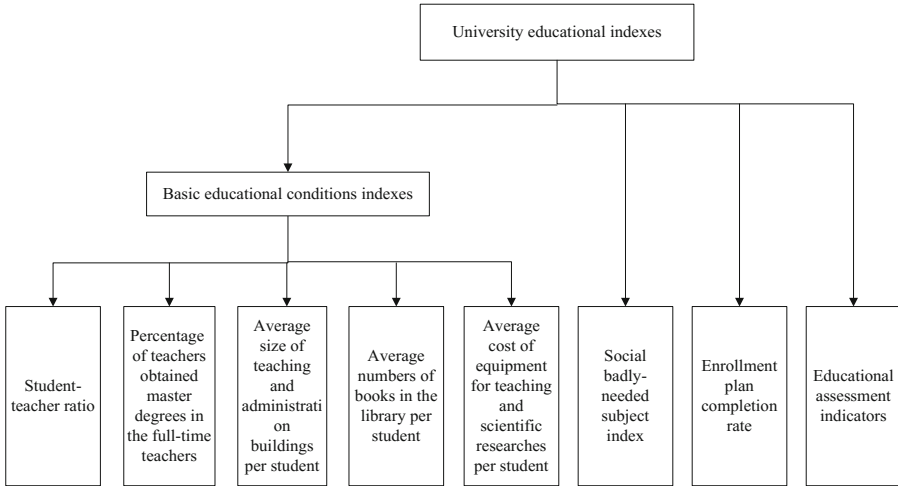 University educational indexes
Basic educational conditions indexes
Student-
teacher ratio
Percentage
of teachers
obtained
master
degrees in
the full-time
teachers
Average
size of
teaching
and
administrati
on
buildings
per student
Average
numbers of
books in the
library per
student
Average
cost of
equipment
for teaching
and
scientific
researches
per student
Social
badly-
needed
subject
index
Enrollment
plan
completion
rate
Educational
assessment
indicators